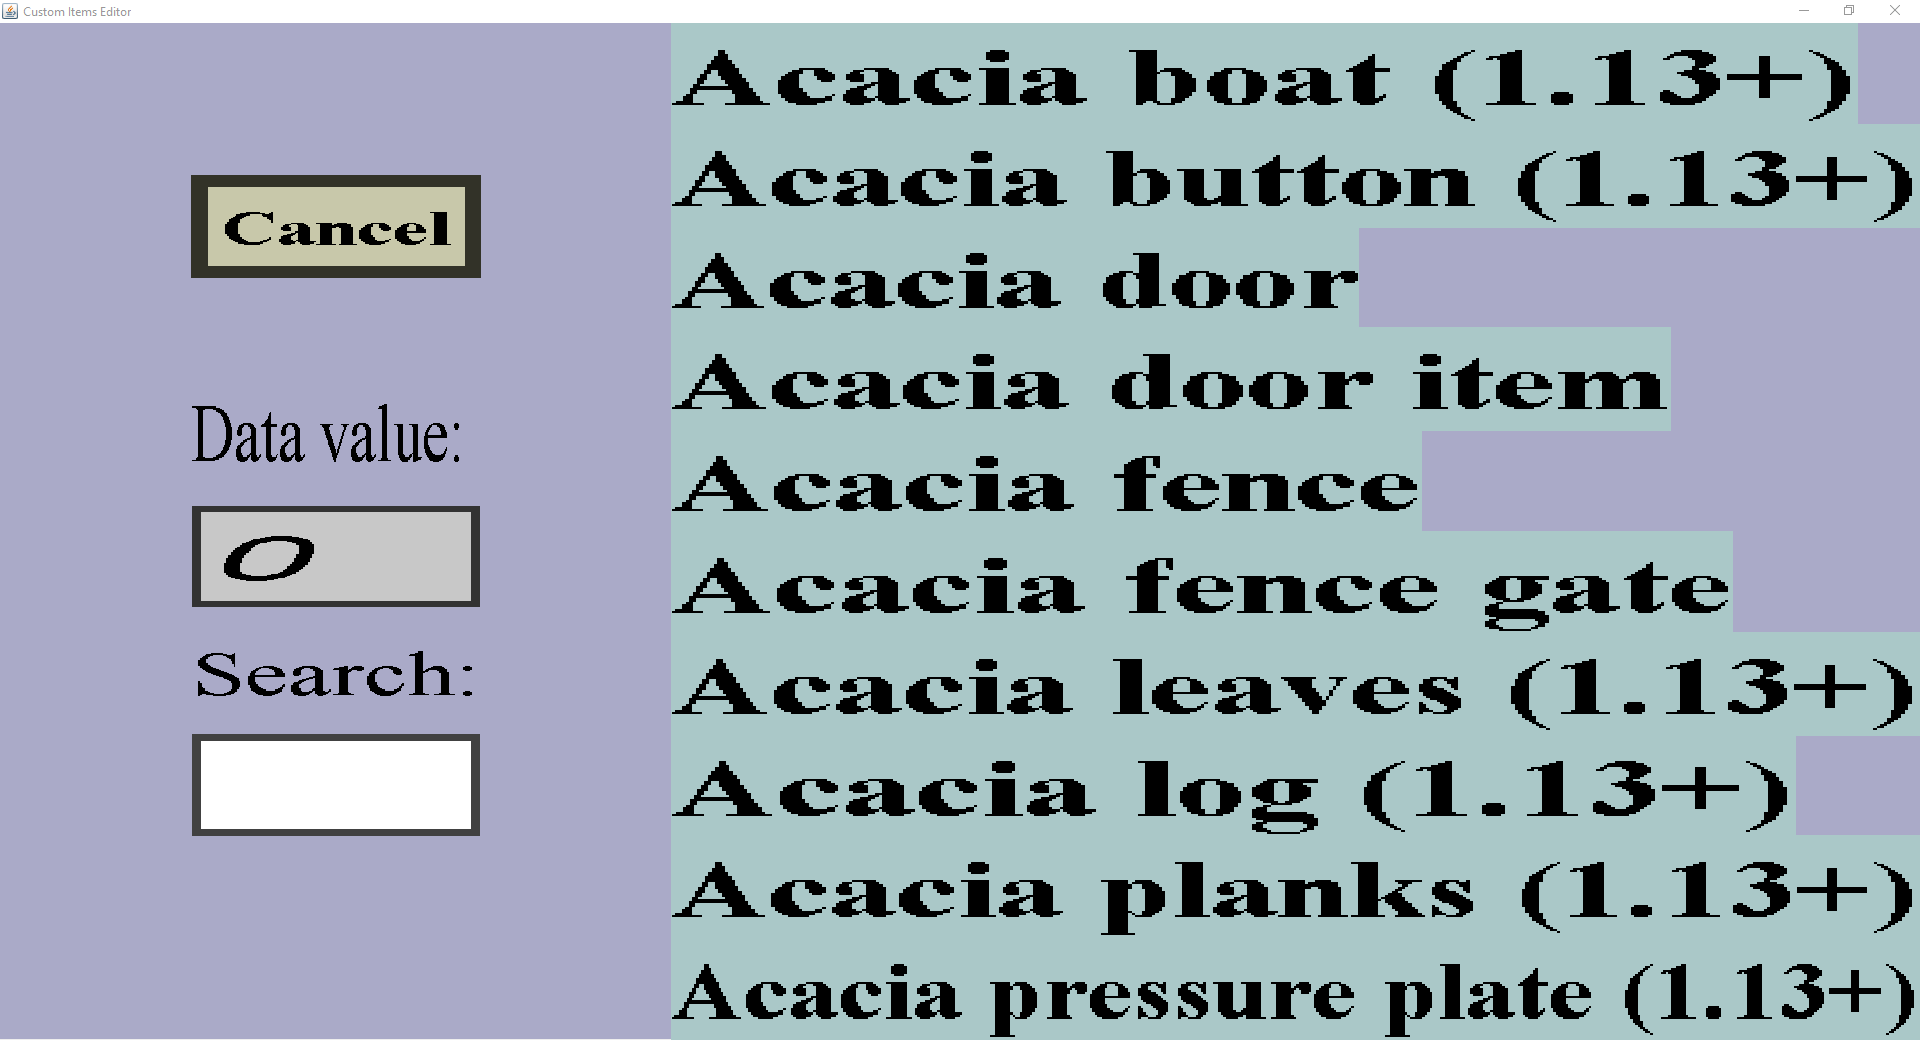 Custom Items Editor
Cancel
Data value:
0
Search:
Acacia boat (1.13+)
Acacia button (1.13+)
Acacia door
Acacia door item
Acacia fence
Acacia fence gate
Acacia leaves (1.13+)
Acacia log (1.13+)
Acacia planks (1.13+)
Acacia pressure plate (1.13+)